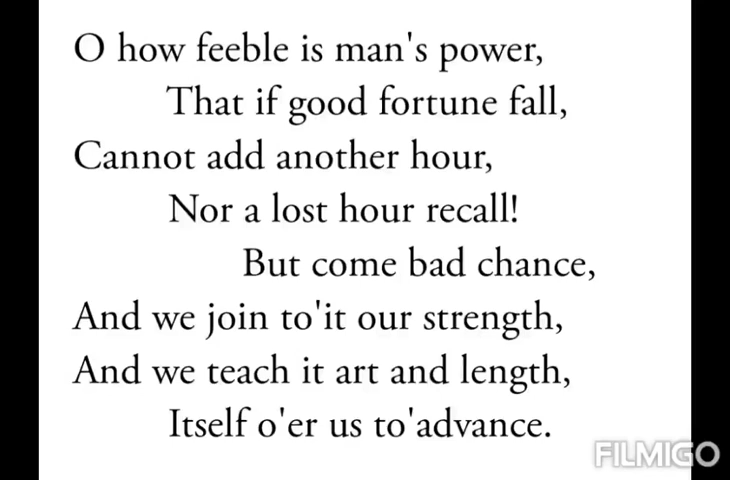 O how feeble is man's power,
That if good fortune fall,
Cannot add another hour,
Nor a lost hour recall!
But come bad chance,
And we join to'it our strength,
And we teach it art and length,
Itself o'er us to'advance.
FILMIGO